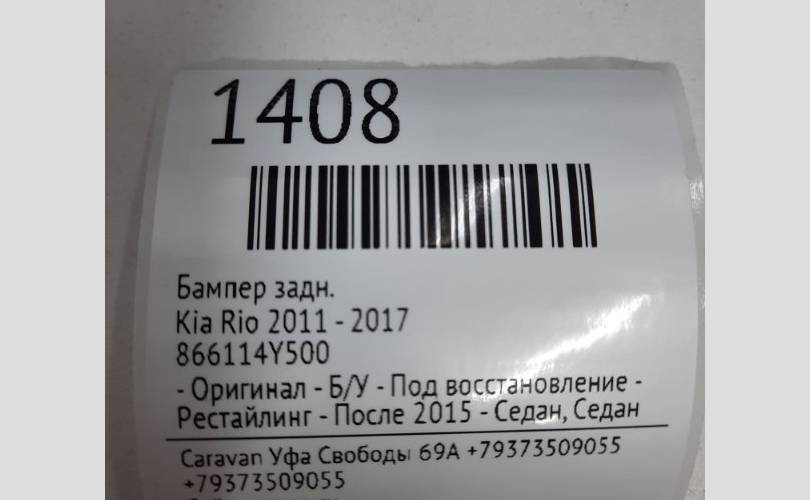 1408
Бампер задн.
Kia Rio 2011 - 2017
866114Y500
- Оригинал - Б/У - Под восстановление -
Рестайлинг - После 2015 - Седан, Седан
Caravan Уфа Свободы 69А +79373509055
+79373509055